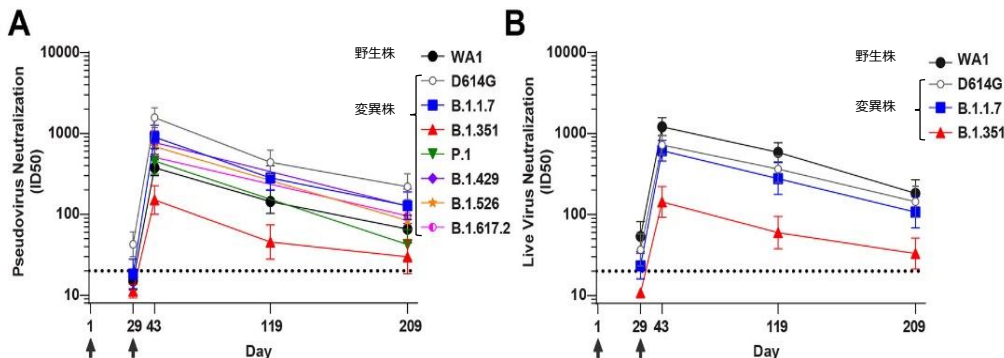 A
Pseudovirus Neutralization
(ID50)
10000
1000
100
10
1
29
43
119
209
Day
野生株
変異株
WA1
D614G
B.1.1.7
B.1.351
P.1
B.1.429
B.1.526
B.1.617.2
B
Live Virus Neutralization
(ID50)
10000
1000
100
10
1
29
43
119
209
Day
野生株
変異株
WA1
D614G
B.1.1.7
B.1.351